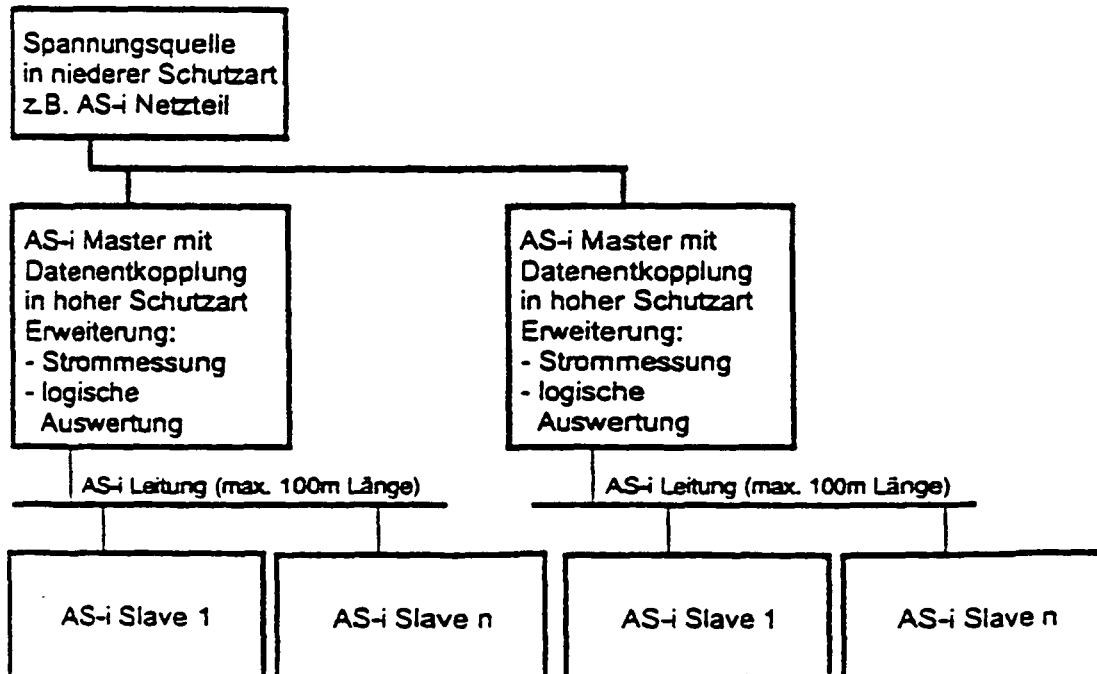 Spannungsquelle
in niederer Schutzart
z.B. AS-i Netzteil
AS-i Master mit
Datenentkopplung
in hoher Schutzart
Erweiterung:
- Strommessung
- logische
Auswertung
AS-i Master mit
Datenentkopplung
in hoher Schutzart
Erweiterung:
- Strommessung
- logische
Auswertung
AS-i Leitung (max. 100m Länge)
AS-i Leitung (max. 100m Länge)
AS-i Slave 1
AS-i Slave n
AS-i Slave 1
AS-i Slave n